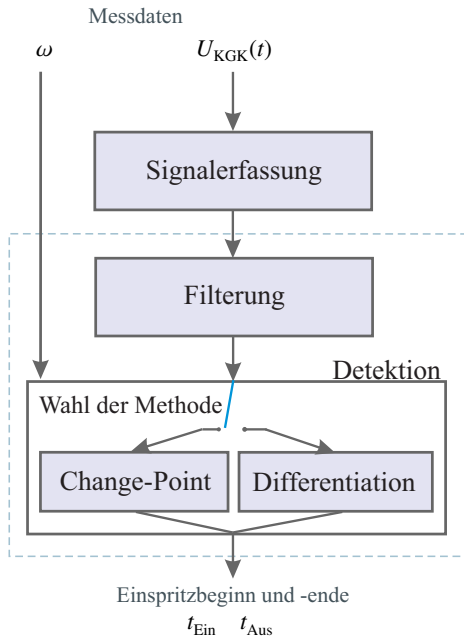 Messdaten
ω U_KGK(t)
Signalerfassung
Filterung
Detektion
Wahl der Methode
Change-Point Differentiation
Einspritzbeginn und -ende
t_Ein t_Aus